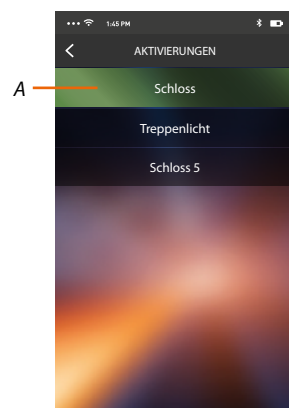 1:45 PM
AKTIVIERUNGEN
A
Schloss
Treppenlicht
Schloss 5